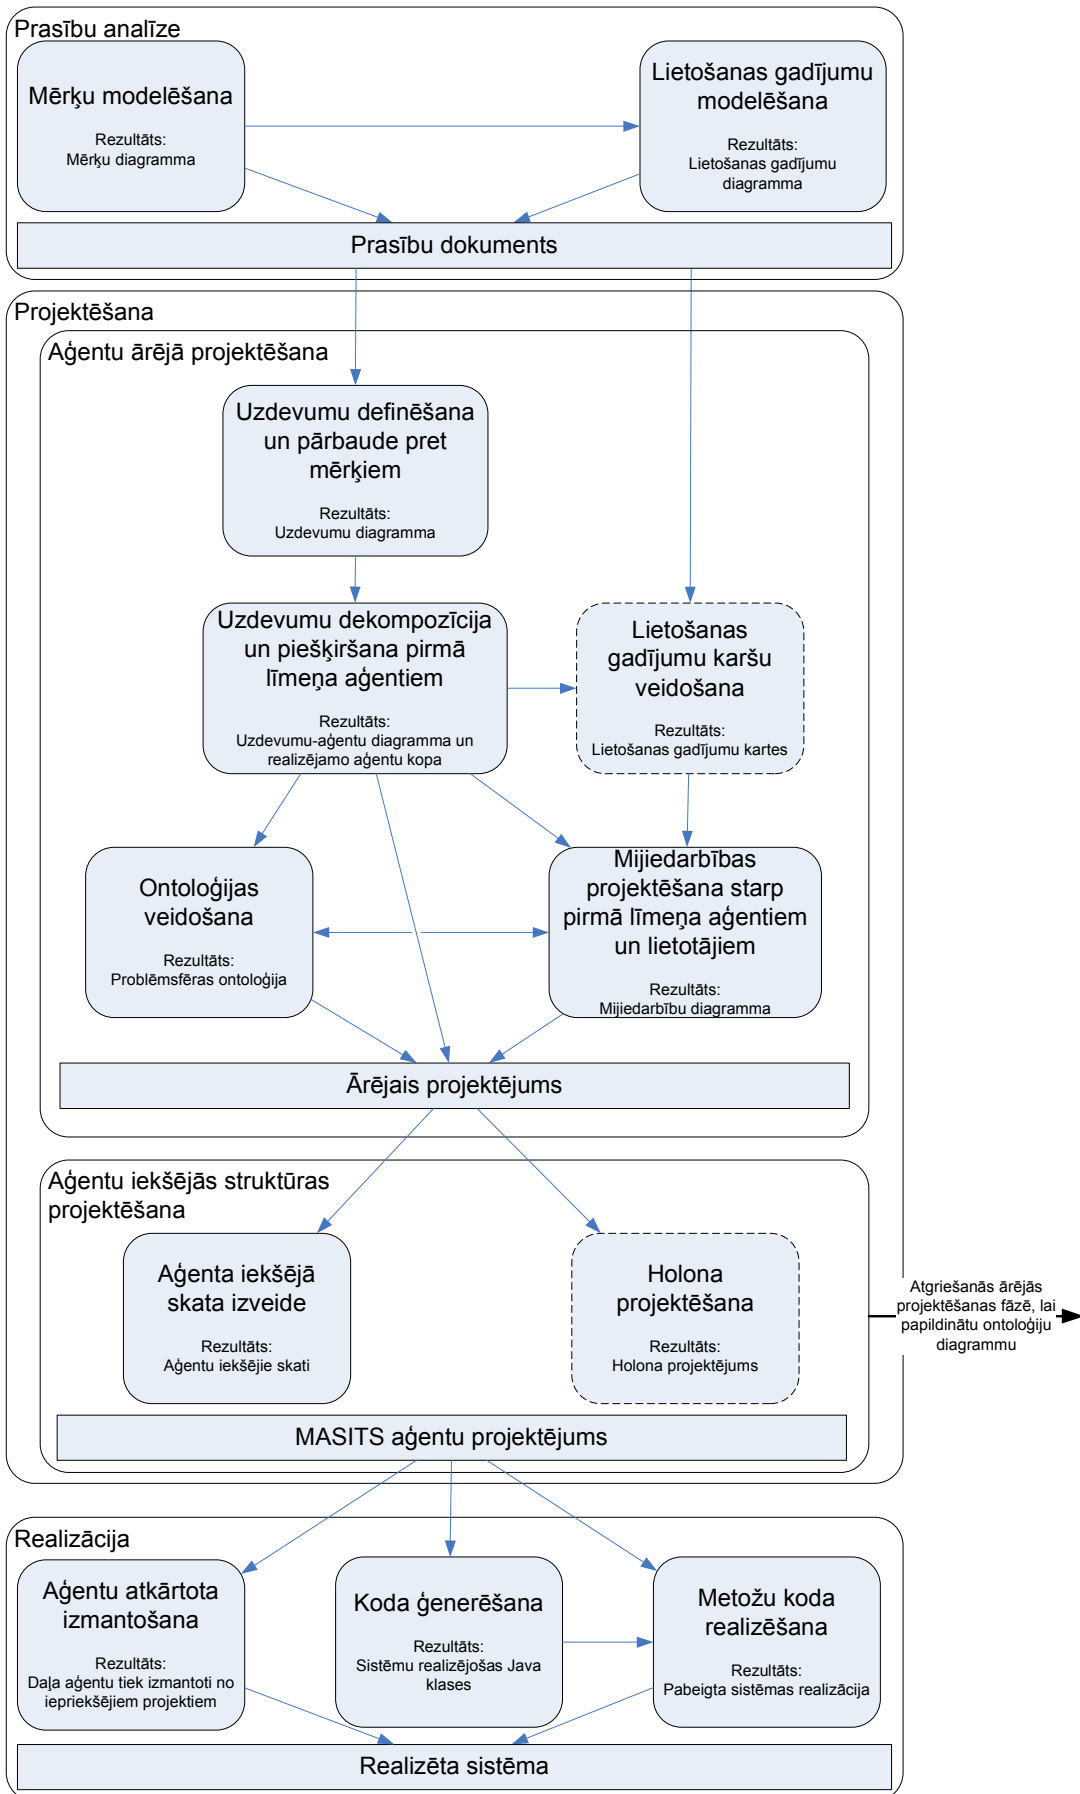 Prasību analīze
Mērķu modelēšana
Rezultāts:
Mērķu diagramma
Lietošanas gadījumu
modelēšana
Rezultāts:
Lietošanas gadījumu
diagramma
Prasību dokuments
Projektēšana
Aģentu ārējā projektēšana
Uzdevumu definēšana
un pārbaude pret
mērķiem
Rezultāts:
Uzdevumu diagramma
Uzdevumu dekompozīcija
un piešķiršana pirmā
līmeņa aģentiem
Rezultāts:
Uzdevumu-aģentu diagramma un
realizējamo aģentu kopa
Lietošanas
gadījumu karšu
veidošana
Rezultāts:
Lietošanas gadījumu kartes
Ontoloģijas
veidošana
Rezultāts:
Problēmsfēras ontoloģija
Mijiedarbības
projektēšana starp
pirmā līmeņa aģentiem
un lietotājiem
Rezultāts:
Mijiedarbību diagramma
Ārējais projektējums
Aģentu iekšējās struktūras
projektēšana
Aģenta iekšējā
skata izveide
Rezultāts:
Aģentu iekšējie skati
Holona
projektēšana
Rezultāts:
Holona projektējums
Atgriešanās ārējās
projektēšanas fāzē, lai
papildinātu ontoloģiju
diagrammu
MASITS aģentu projektējums
Realizācija
Aģentu atkārtota
izmantošana
Rezultāts:
Daļa aģentu tiek izmantoti no
iepriekšējiem projektiem
Koda ģenerēšana
Rezultāts:
Sistēmu realizējošas Java
klases
Metožu koda
realizēšana
Rezultāts:
Pabeigta sistēmas realizācija
Realizēta sistēma